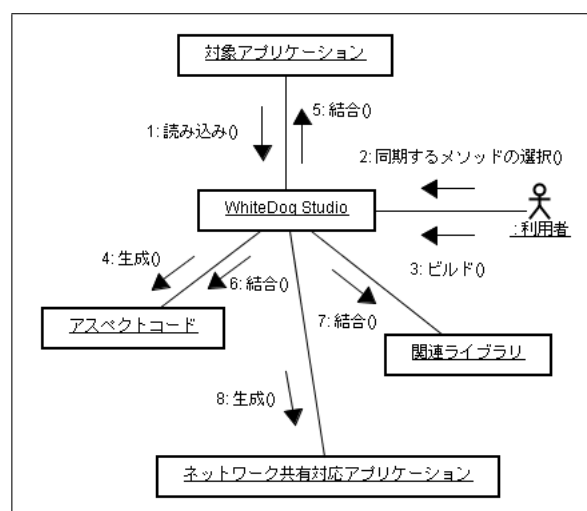 対象アプリケーション
5: 結合()
1: 読み込み()
2: 同期するメソッドの選択()
WhiteDog Studio
: 利用者
4: 生成()
6: 結合()
3: ビルド()
アスペクトコード
7: 結合()
関連ライブラリ
8: 生成()
ネットワーク共有対応アプリケーション